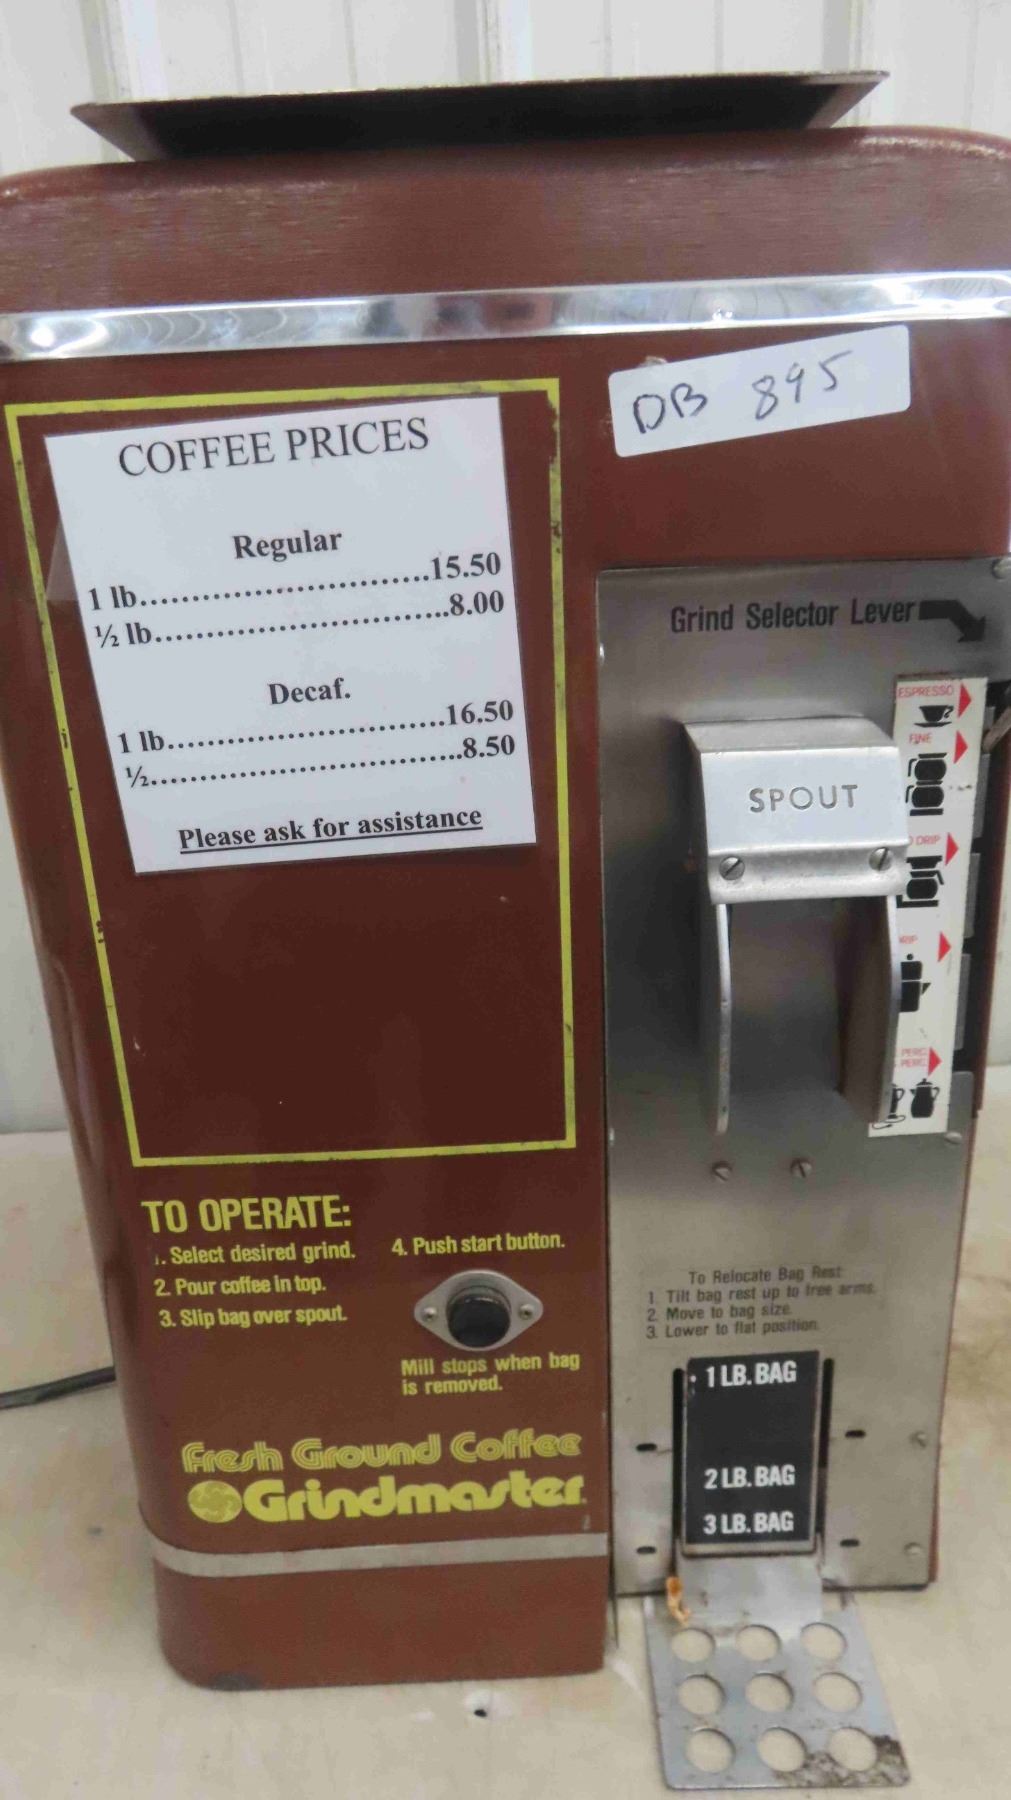 DB 895
COFFEE PRICES
Regular
1 lb..............................15.50
½ lb..............................8.00
Decaf.
1 lb.............................16.50
½.................................8.50
Please ask for assistance
Grind Selector Lever
ESPRESSO
FINE
DRIP
PERC.
PERC.
SPOUT
TO OPERATE:
1. Select desired grind.
2. Pour coffee in top.
3. Slip bag over spout.
4. Push start button.
Mill stops when bag
is removed.
Fresh Ground Coffee
Grindmaster
To Relocate Bag Rest:
1. Tilt bag rest up to free arms.
2. Move to bag size.
3. Lower to flat position.
1 LB. BAG
2 LB. BAG
3 LB. BAG